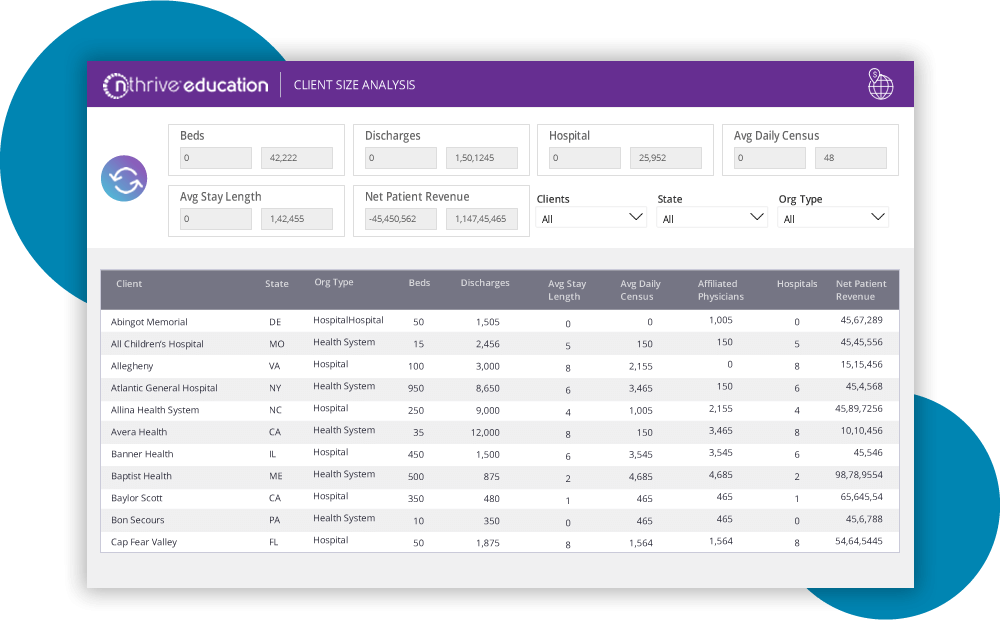 nthrive education CLIENT SIZE ANALYSIS
$
Beds Discharges Hospital Avg Daily Census
0 42,222 0 1,50,1245 0 25,952 0 48
Avg Stay Length Net Patient Revenue Clients State Org Type
0 1,42,455 -45,450,562 1,147,45,465 All All All
Client State Org Type Beds Discharges Avg Stay Avg Daily Affiliated Hospitals Net Patient
Length Census Physicians Revenue
Abingot Memorial DE HospitalHospital 50 1,505 0 0 1,005 0 45,67,289
All Children's Hospital MO Health System 15 2,456 5 150 150 5 45,45,556
Allegheny VA Hospital 100 3,000 8 2,155 0 8 15,15,456
Atlantic General Hospital NY Health System 950 8,650 6 3,465 150 6 45,4,568
Allina Health System NC Hospital 250 9,000 4 1,005 2,155 4 45,89,7256
Avera Health CA Health System 35 12,000 8 150 3,465 8 10,10,456
Banner Health IL Hospital 450 1,500 6 3,545 3,545 6 45,546
Baptist Health ME Health System 500 875 2 4,685 4,685 2 98,78,9554
Baylor Scott CA Hospital 350 480 1 465 465 1 65,645,54
Bon Secours PA Health System 10 350 0 465 465 0 45,6,788
Cap Fear Valley FL Hospital 50 1,875 8 1,564 1,564 8 54,64,5445